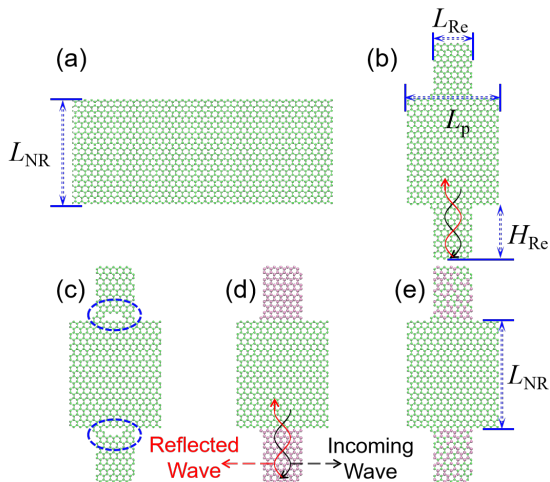 L_Re
(a)
(b)
L_NR
L_p
H_Re
(c)
(d)
(e)
L_NR
Reflected
Wave
Incoming
Wave